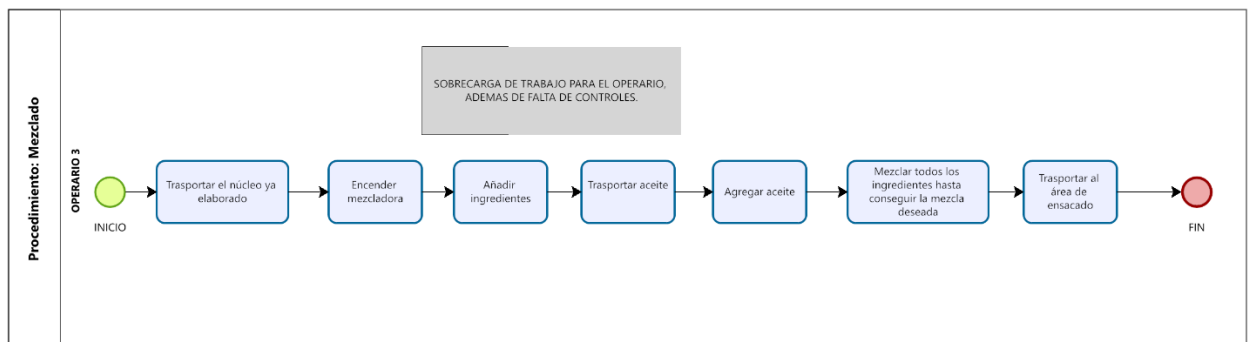 Procedimiento: Mezclado
OPERARIO 3
SOBRECARGA DE TRABAJO PARA EL OPERARIO,
ADEMAS DE FALTA DE CONTROLES.
INICIO
Trasportar el núcleo ya
elaborado
Encender
mezcladora
Añadir
ingredientes
Trasportar aceite
Agregar aceite
Mezclar todos los
ingredientes hasta
conseguir la mezcla
deseada
Trasportar al
área de
ensacado
FIN